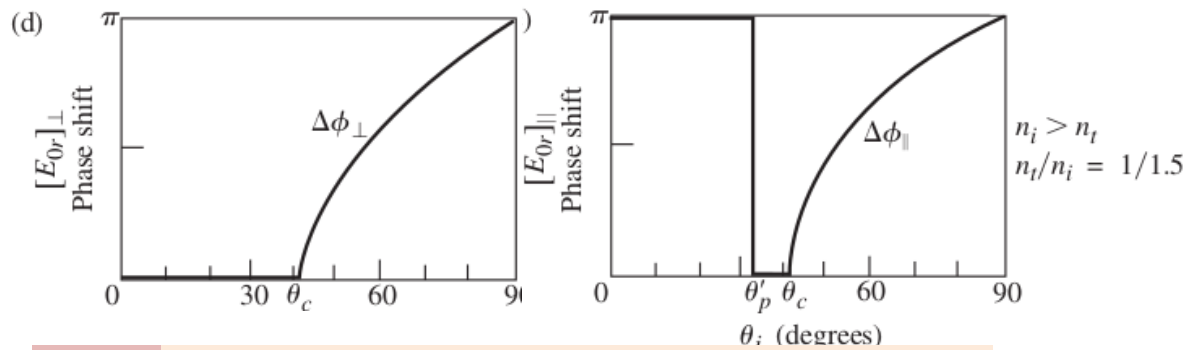 (d)
π
[E₀ᵣ]⊥
Phase shift
Δϕ⊥
0
30
θc
60
90
)
π
[E₀ᵣ]||
Phase shift
Δϕ||
0
θ′p
θc
60
90
θi (degrees)
ni > nt
nt/ni = 1/1.5